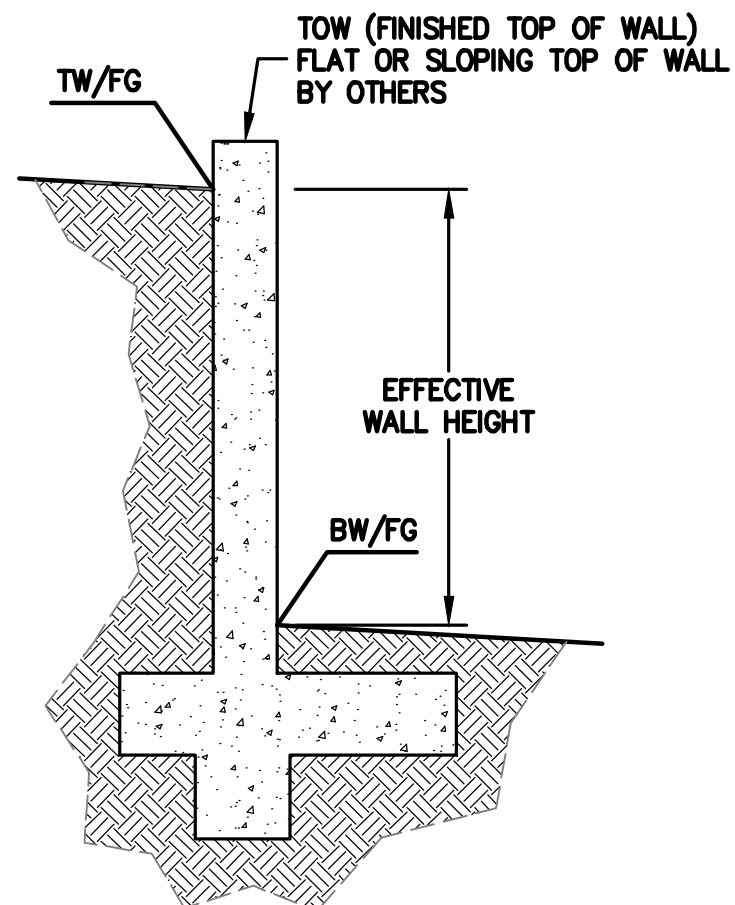 TOW (FINISHED TOP OF WALL)
FLAT OR SLOPING TOP OF WALL
BY OTHERS
TW/FG
EFFECTIVE
WALL HEIGHT
BW/FG